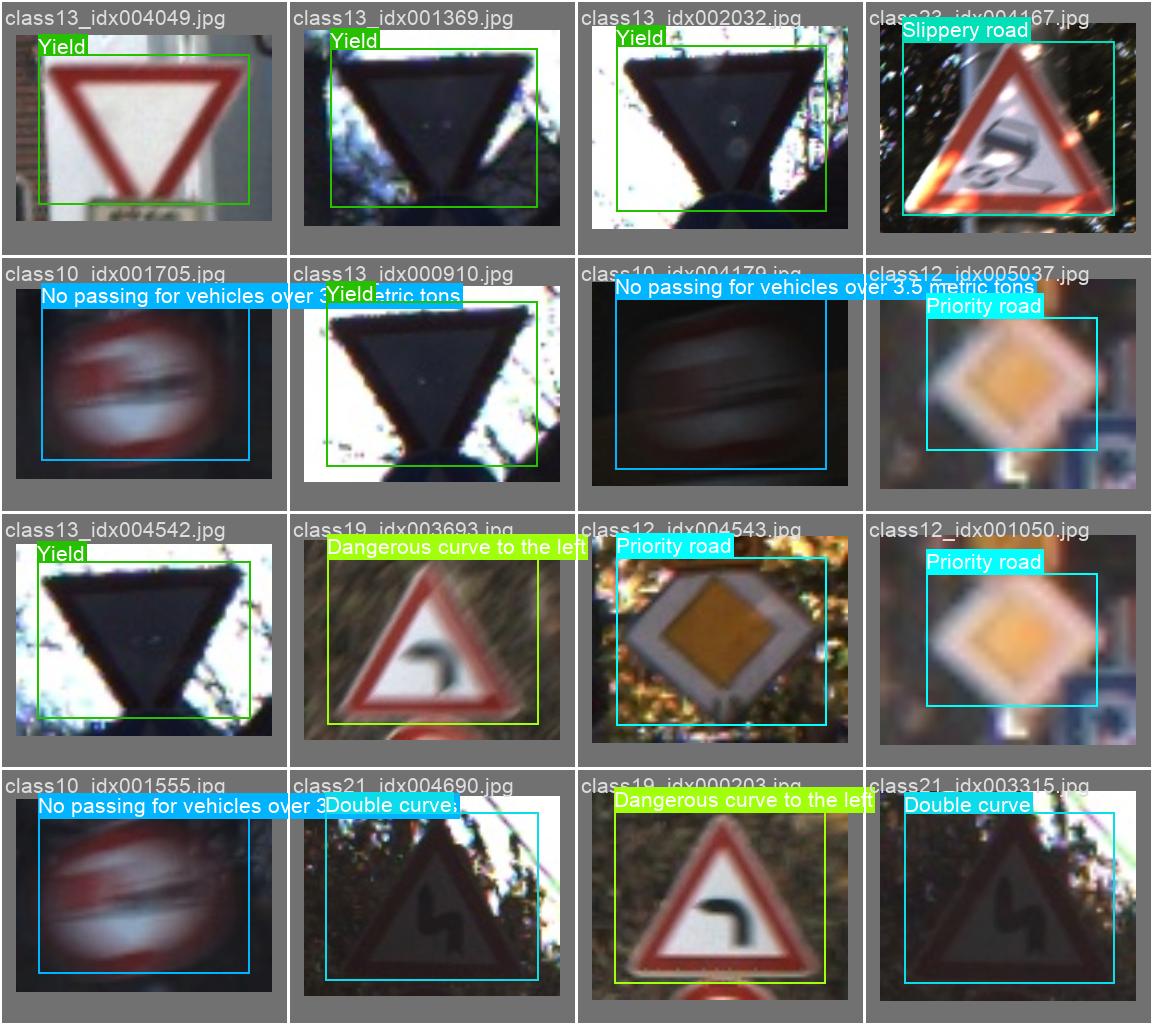 class13_idx004049.jpg
Yield
class13_idx001369.jpg
Yield
class13_idx002032.jpg
Yield
class23_idx004167.jpg
Slippery road
class10_idx001705.jpg
No passing for vehicles over 3
class13_idx000910.jpg
Yield
etric tons
class10_idx004179.jpg
No passing for vehicles over 3.5 metric tons
class12_idx005037.jpg
Priority road
class13_idx004542.jpg
Yield
class19_idx003693.jpg
Dangerous curve to the left
class12_idx004543.jpg
Priority road
class12_idx001050.jpg
Priority road
class10_idx001555.jpg
No passing for vehicles over 3
class21_idx004690.jpg
Double curve
class19_idx000203.jpg
Dangerous curve to the left
class21_idx003315.jpg
Double curve